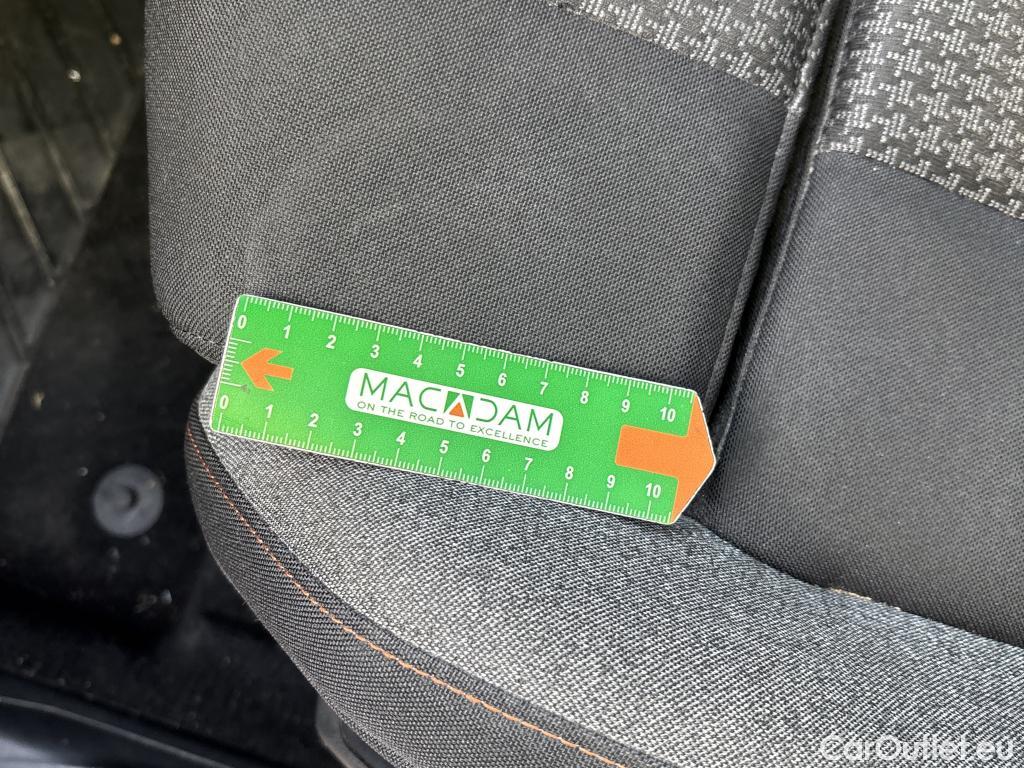 0 1 2 3 4 5 6 7 8 9 10
MACADAM
ON THE ROAD TO EXCELLENCE
0 1 2 3 4 5 6 7 8 9 10
CarOutlet.eu